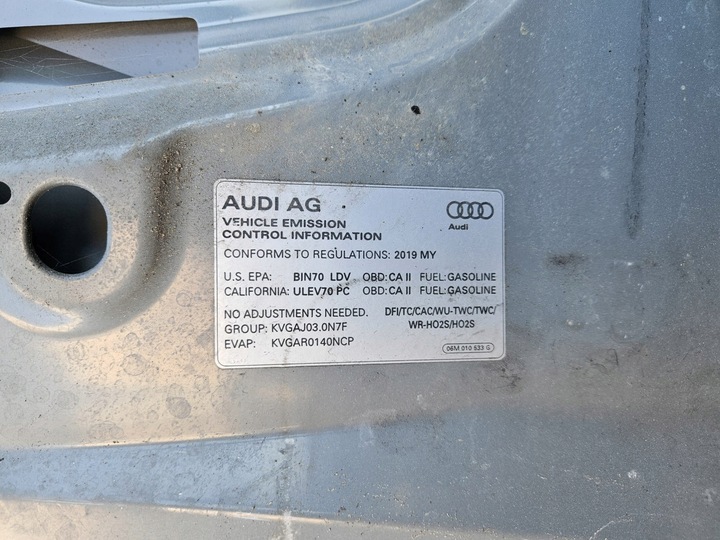 AUDI AG
Audi
VEHICLE EMISSION
CONTROL INFORMATION
CONFORMS TO REGULATIONS: 2019 MY
U.S. EPA: BIN70 LDV OBD:CA II FUEL:GASOLINE
CALIFORNIA: ULEV70 PC OBD:CA II FUEL:GASOLINE
NO ADJUSTMENTS NEEDED. DFI/TC/CAC/WU-TWC/TWC/
GROUP: KVGAJ03.0N7F WR-HO2S/HO2S
EVAP: KVGAR0140NCP
06M 010 833 G